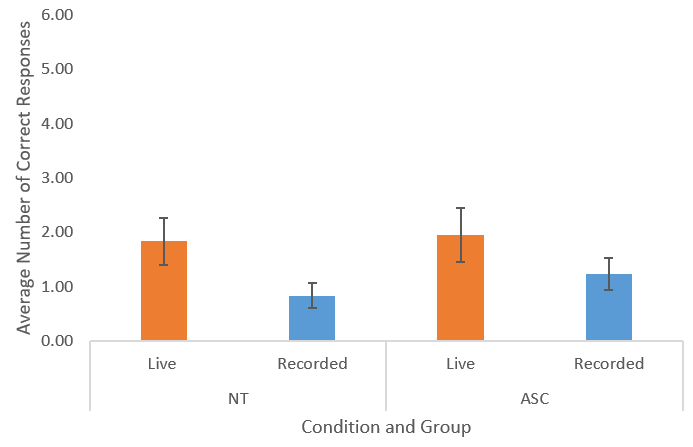 Average Number of Correct Responses
6.00
5.00
4.00
3.00
2.00
1.00
0.00
Live Recorded Live Recorded
NT ASC
Condition and Group